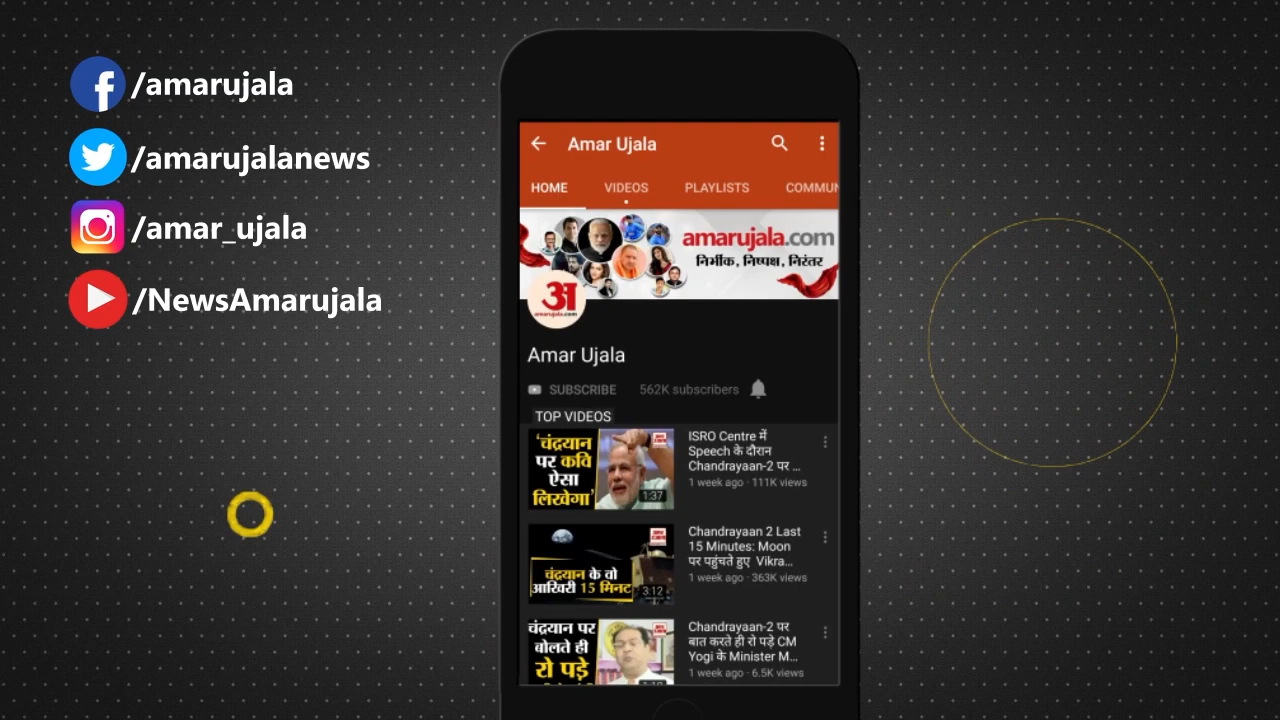 /amarujala
/amarujalanews
/amar_ujala
/NewsAmarujala
Amar Ujala
HOME
VIDEOS
PLAYLISTS
COMMUN
amarujala.com
निर्भीक, निष्पक्ष, निरंतर
अ
amarujala.com
Amar Ujala
SUBSCRIBE
562K subscribers
TOP VIDEOS
'चंद्रयान
पर कवि
ऐसा
लिखेगा'
1:37
ISRO Centre में
Speech के दौरान
Chandrayaan-2 पर ...
1 week ago · 111K views
चंद्रयान के वो
आखिरी 15 मिनट
3:12
Chandrayaan 2 Last
15 Minutes: Moon
पर पहुंचते हुए Vikra...
1 week ago · 363K views
चंद्रयान पर
बोलते ही
रो पड़े
Chandrayaan-2 पर
बात करते ही रो पड़े CM
Yogi के Minister M...
1 week ago · 6.5K views